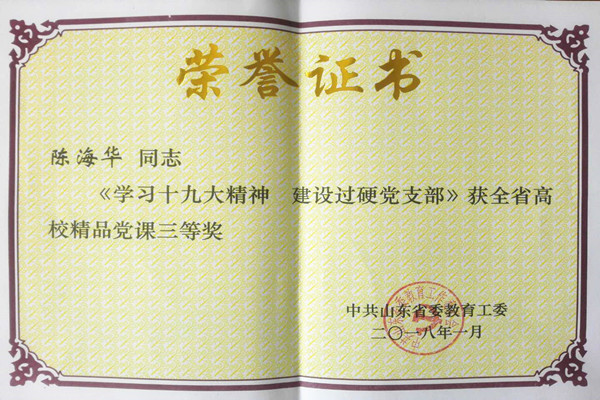 荣誉证书
陈海华 同志
《学习十九大精神 建设过硬党支部》获全省高
校精品党课三等奖
中共山东省委教育工委
二〇一八年一月